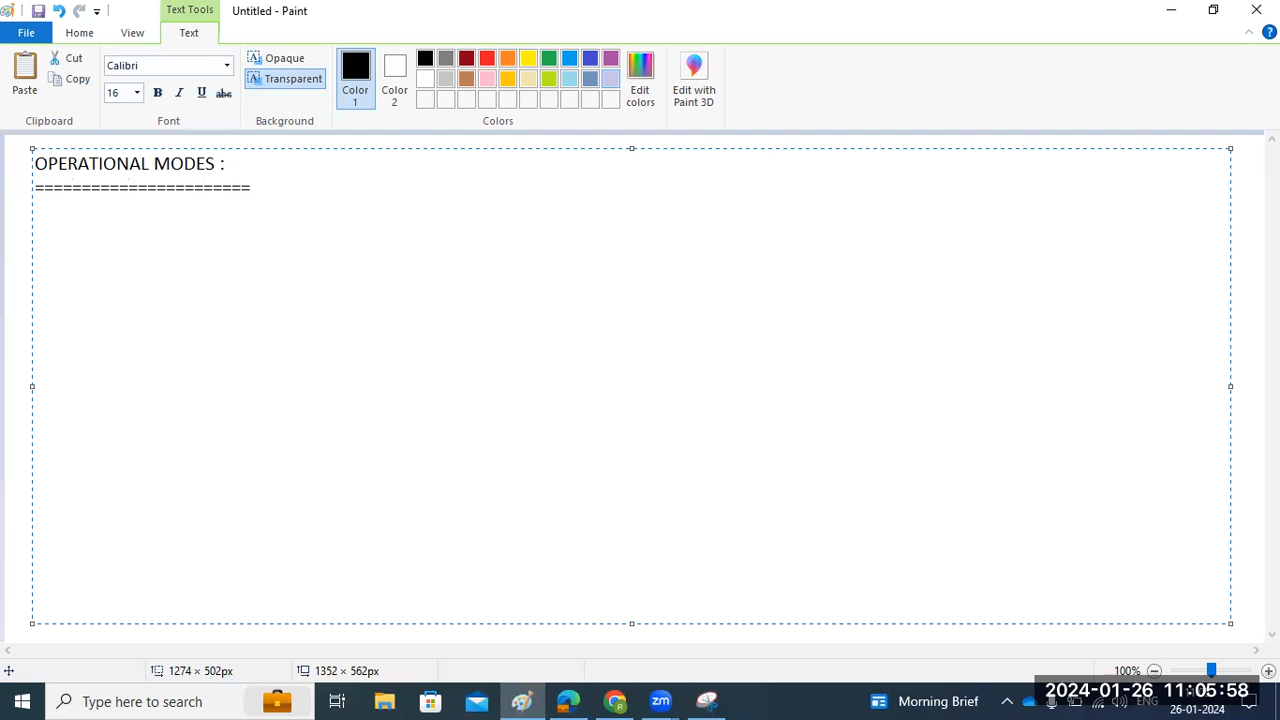 Text Tools
Untitled - Paint
File
Home
View
Text
Paste
Cut
Copy
Clipboard
Calibri
16
B
I
U
abc
Font
Opaque
Transparent
Background
Color 1
Color 2
Edit colors
Colors
Edit with Paint 3D
OPERATIONAL MODES :
=======================
1274 × 502px
1352 × 562px
100%
Type here to search
zm
Morning Brief
ENG
2024-01-26 11:05:58
26-01-2024